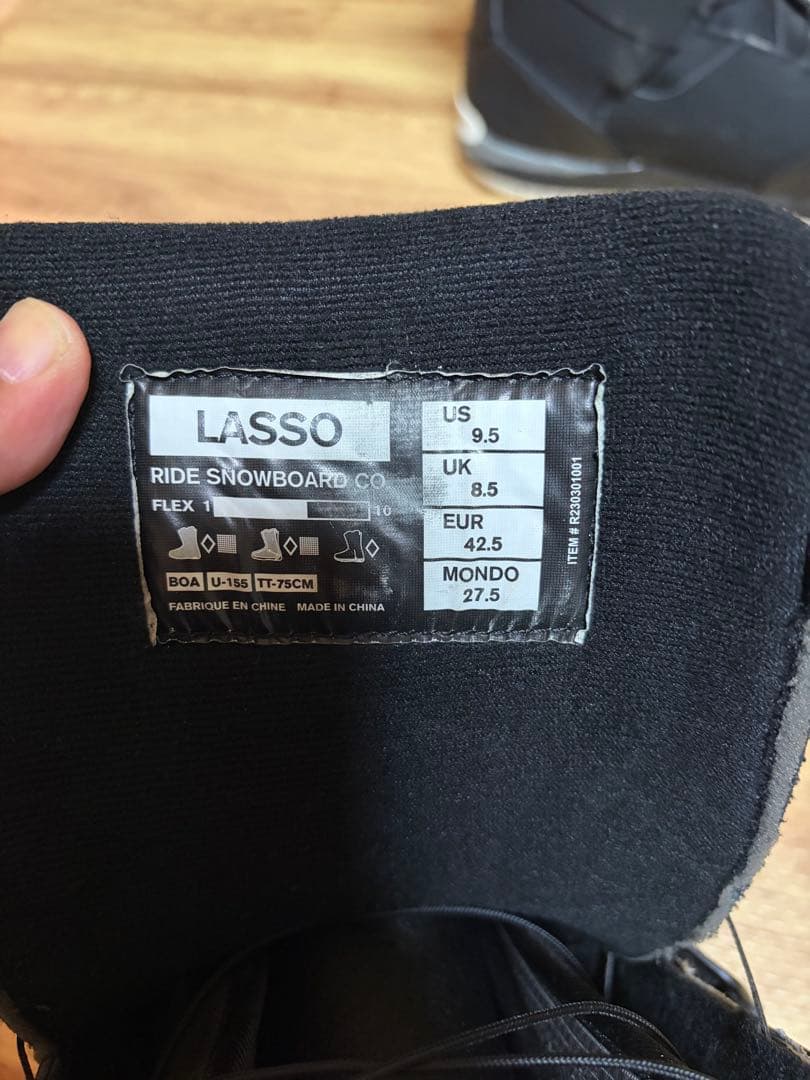 LASSO
RIDE SNOWBOARD CO
FLEX 1 10
BOA U-155 TT-75CM
FABRIQUE EN CHINE MADE IN CHINA
US
9.5
UK
8.5
EUR
42.5
MONDO
27.5
ITEM # R230301001